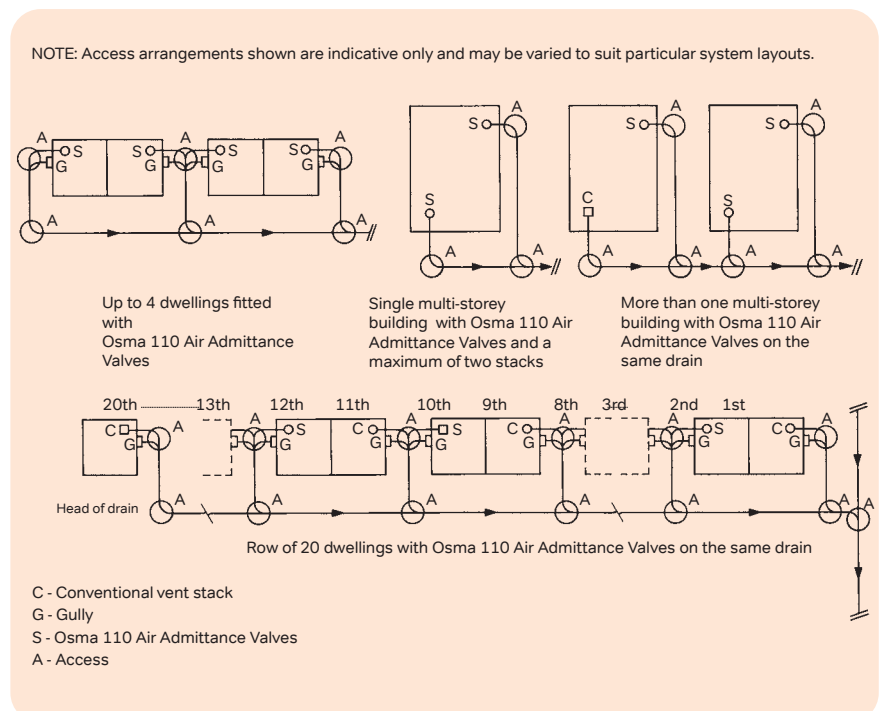 NOTE: Access arrangements shown are indicative only and may be varied to suit particular system layouts.
A A A
S S S S
G G G G
A A A
A
S
S
A A
A A
S S
C S
A A A A
Up to 4 dwellings fitted
with
Osma 110 Air Admittance
Valves
Single multi-storey
building with Osma 110 Air
Admittance Valves and a
maximum of two stacks
More than one multi-storey
building with Osma 110 Air
Admittance Valves on the
same drain
20th 13th 12th 11th 10th 9th 8th 3rd 2nd 1st
A A A A A A
C S C S C S C
G G G G G G G
Head of drain A A A A A A A
Row of 20 dwellings with Osma 110 Air Admittance Valves on the same drain
C - Conventional vent stack
G - Gully
S - Osma 110 Air Admittance Valves
A - Access